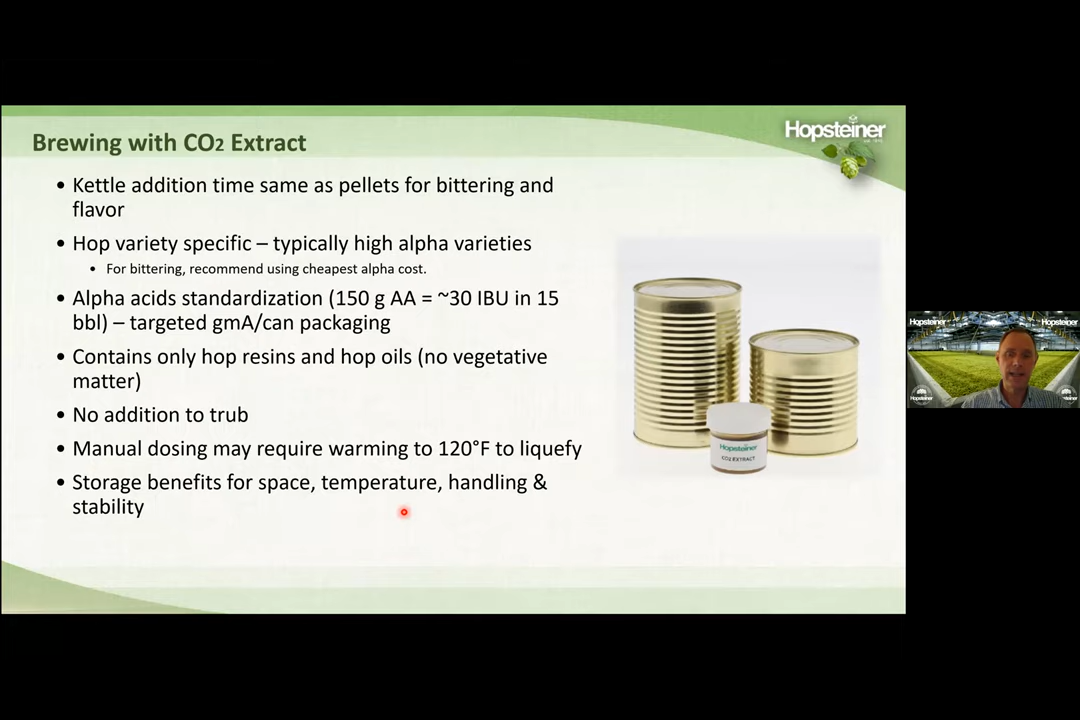 Brewing with CO2 Extract
Hopsteiner
• Kettle addition time same as pellets for bittering and
flavor
• Hop variety specific – typically high alpha varieties
• For bittering, recommend using cheapest alpha cost.
• Alpha acids standardization (150 g AA = ~30 IBU in 15
bbl) – targeted gmA/can packaging
• Contains only hop resins and hop oils (no vegetative
matter)
• No addition to trub
• Manual dosing may require warming to 120°F to liquefy
• Storage benefits for space, temperature, handling &
stability
Hopsteiner
CO2 EXTRACT
Hopsteiner
Hopsteiner
Hopsteiner